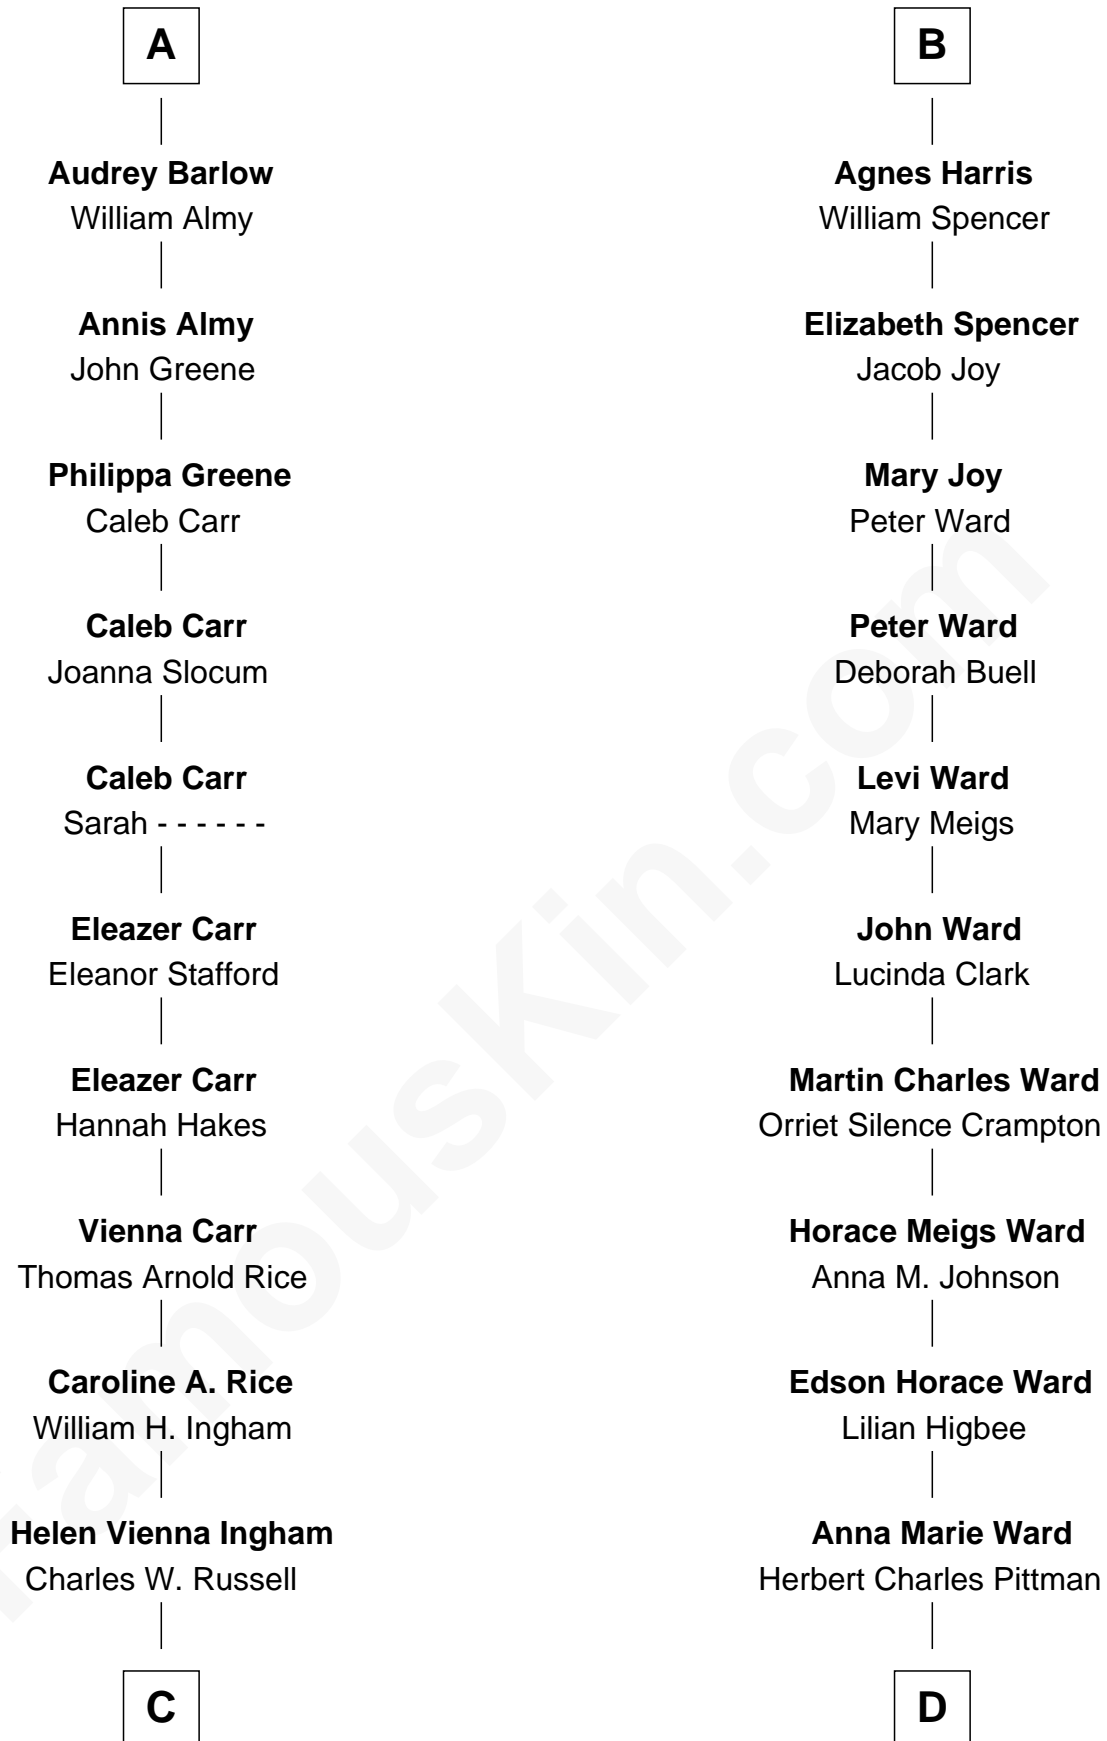 A
Audrey Barlow
William Almy
Annis Almy
John Greene
Philippa Greene
Caleb Carr
Caleb Carr
Joanna Slocum
Caleb Carr
Sarah - - - - - -
Eleazer Carr
Eleanor Stafford
Eleazer Carr
Hannah Hakes
Vienna Carr
Thomas Arnold Rice
Caroline A. Rice
William H. Ingham
Helen Vienna Ingham
Charles W. Russell
C
B
Agnes Harris
William Spencer
Elizabeth Spencer
Jacob Joy
Mary Joy
Peter Ward
Peter Ward
Deborah Buell
Levi Ward
Mary Meigs
John Ward
Lucinda Clark
Martin Charles Ward
Orriet Silence Crampton
Horace Meigs Ward
Anna M. Johnson
Edson Horace Ward
Lilian Higbee
Anna Marie Ward
Herbert Charles Pittman
D
FamousKin.com